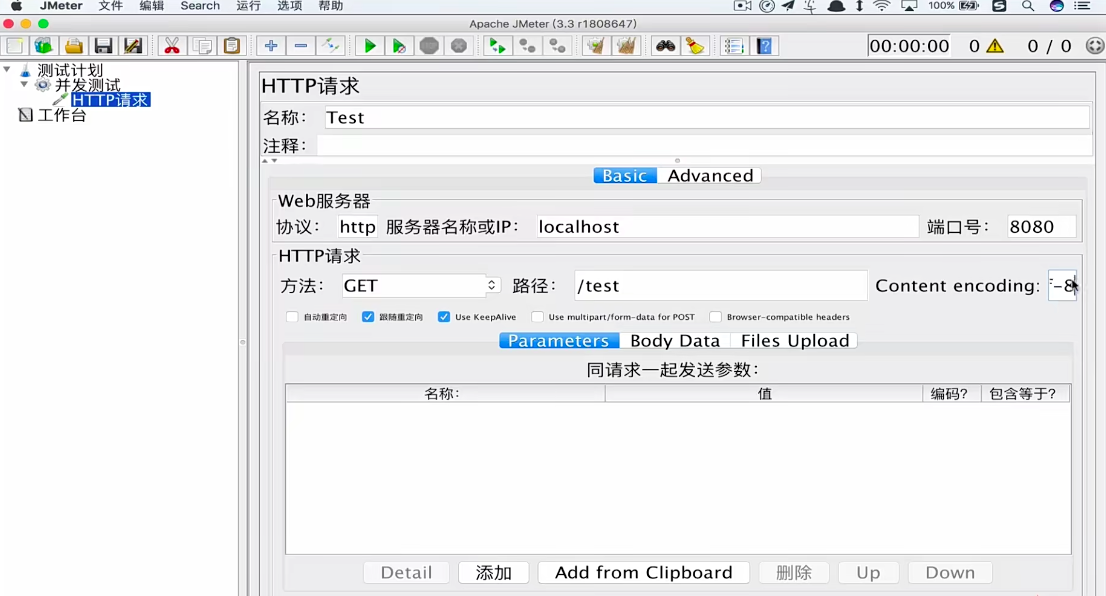 JMeter 文件 编辑 Search 运行 选项 帮助 100%
Apache JMeter (3.3 r1808647)
00:00:00 0 0 / 0
测试计划
并发测试
HTTP请求
工作台
HTTP请求
名称： Test
注释：
Basic Advanced
Web服务器
协议： http 服务器名称或IP： localhost 端口号： 8080
HTTP请求
方法： GET 路径： /test Content encoding: -8
自动重定向 跟随重定向 Use KeepAlive Use multipart/form-data for POST Browser-compatible headers
Parameters Body Data Files Upload
同请求一起发送参数：
名称： 值 编码? 包含等于?
Detail 添加 Add from Clipboard 删除 Up Down